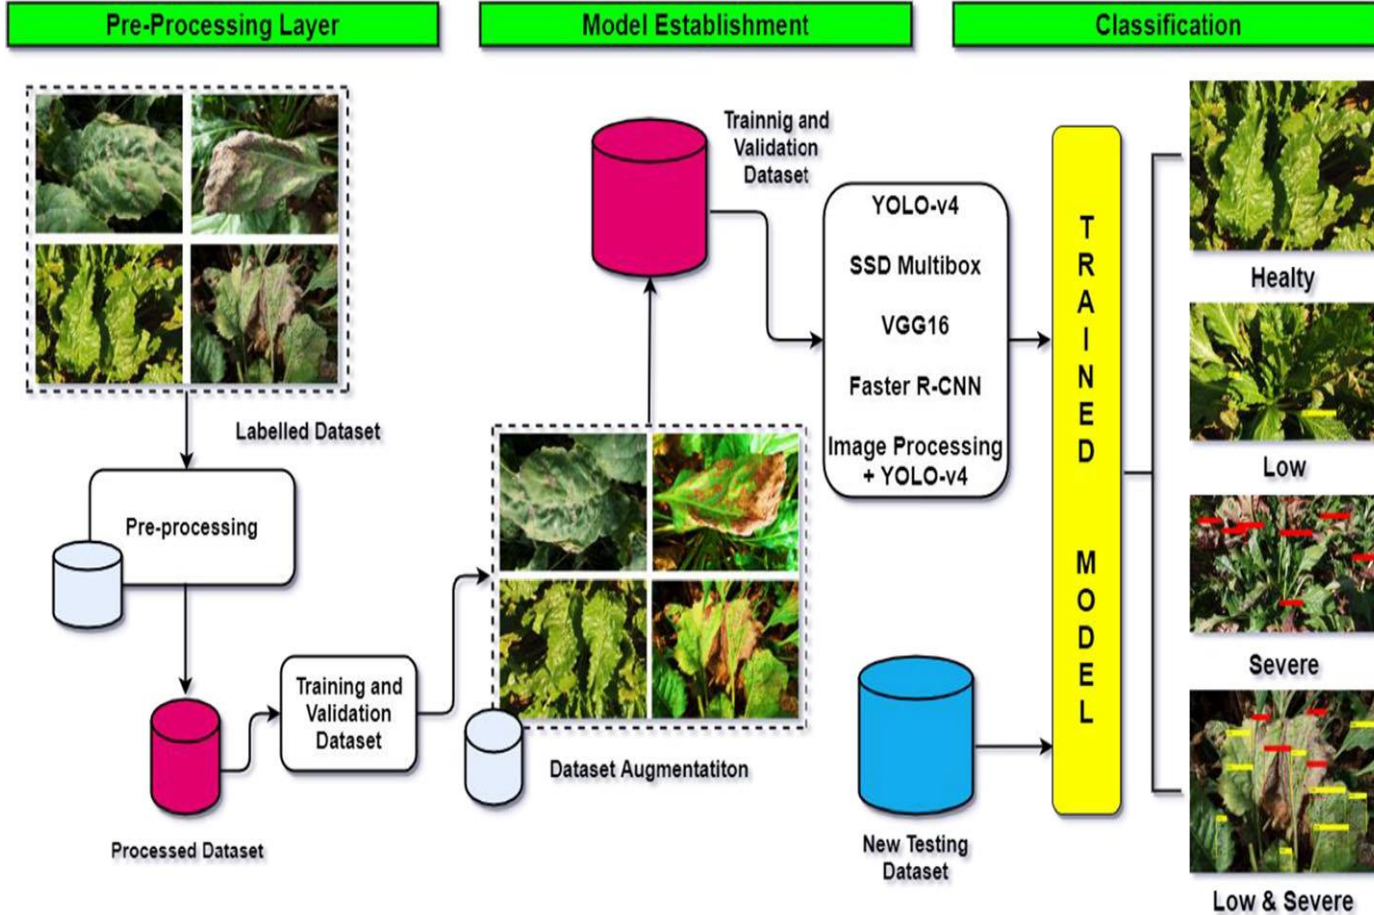 Pre-Processing Layer
Model Establishment
Classification
Labelled Dataset
Pre-processing
Processed Dataset
Training and
Validation
Dataset
Dataset Augmentatiton
Trainnig and
Validation
Dataset
YOLO-v4
SSD Multibox
VGG16
Faster R-CNN
Image Processing
+ YOLO-v4
New Testing
Dataset
TRAINED MODEL
Healty
Low
Severe
Low & Severe